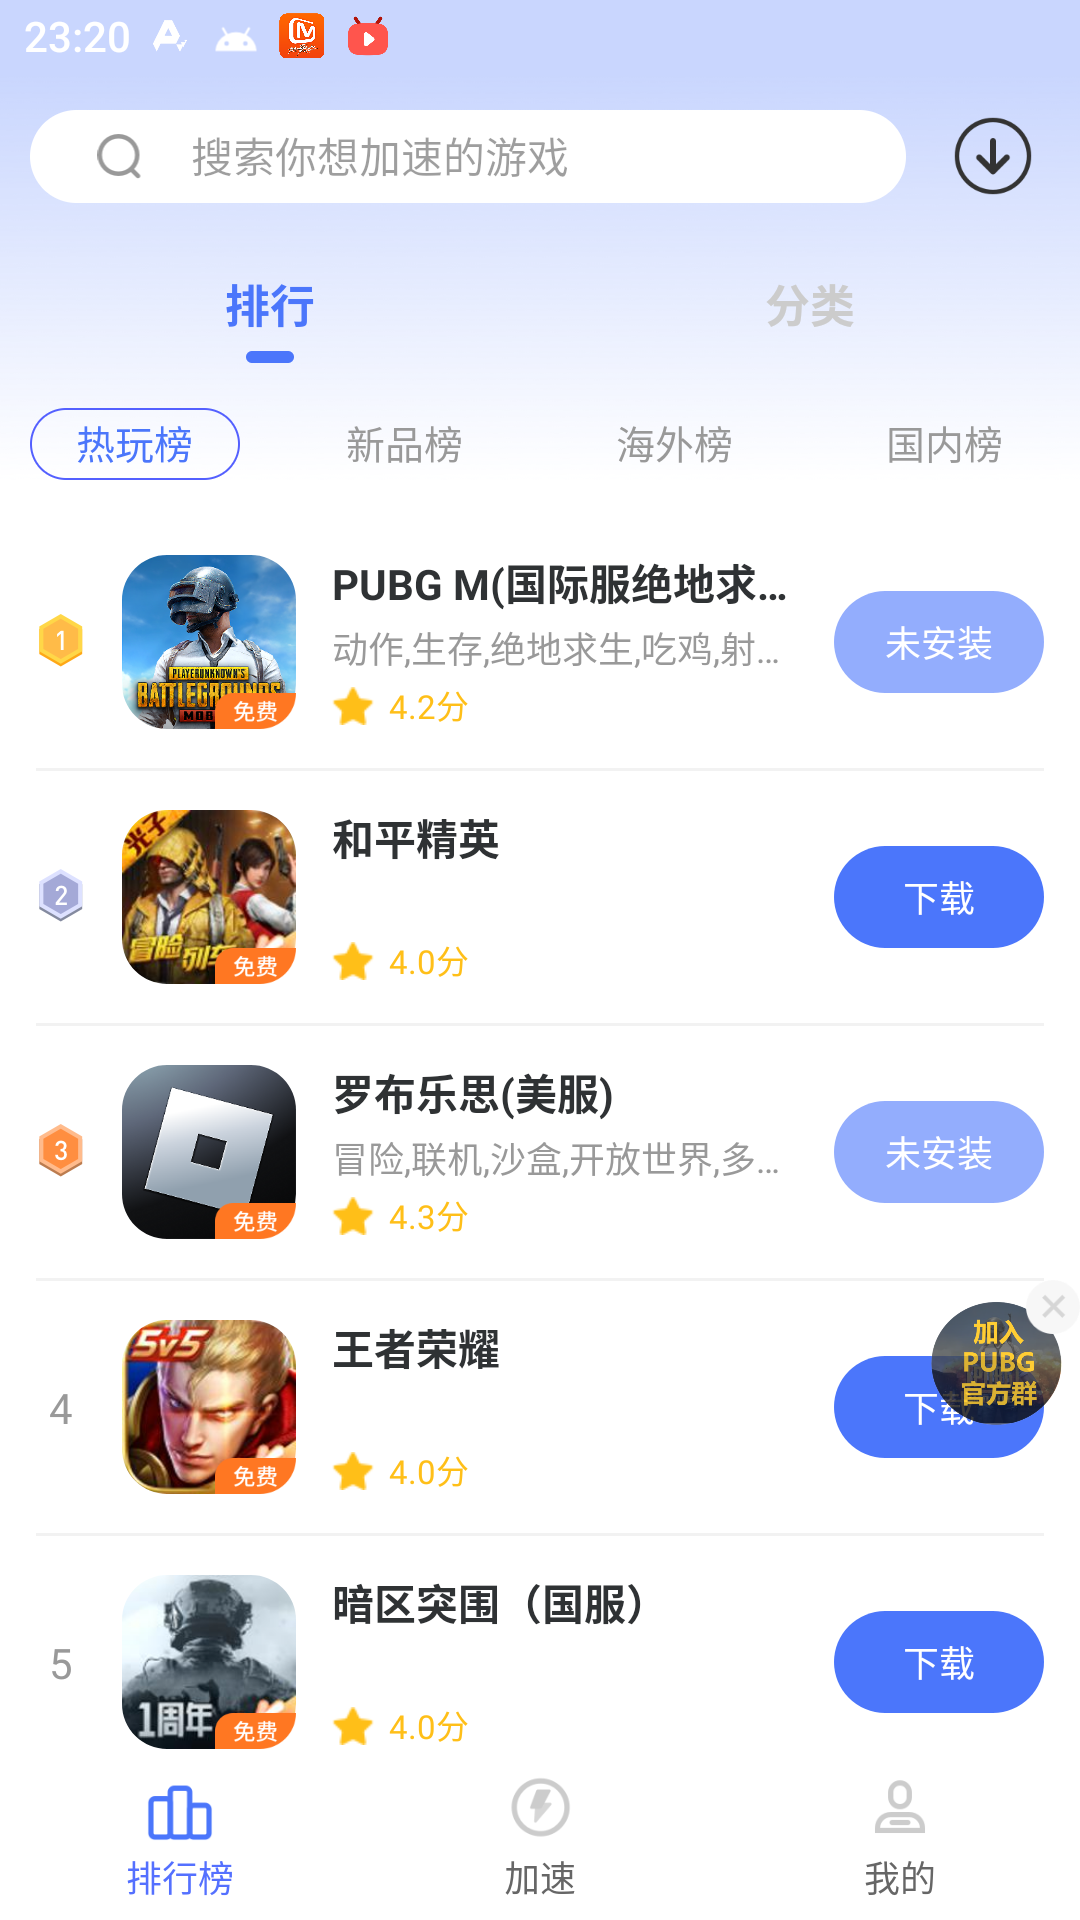 23:20
搜索你想加速的游戏
排行
分类
热玩榜
新品榜
海外榜
国内榜
1
PUBG M(国际服绝地求...
动作,生存,绝地求生,吃鸡,射...
4.2分
未安装
PLAYERUNKNOWN'S
BATTLEGROUNDS
免费
2
和平精英
4.0分
下载
光子
冒险
免费
3
罗布乐思(美服)
冒险,联机,沙盒,开放世界,多...
4.3分
未安装
免费
4
王者荣耀
4.0分
5v5
免费
加入
PUBG
官方群
5
暗区突围（国服）
4.0分
下载
1周年
免费
排行榜
加速
我的